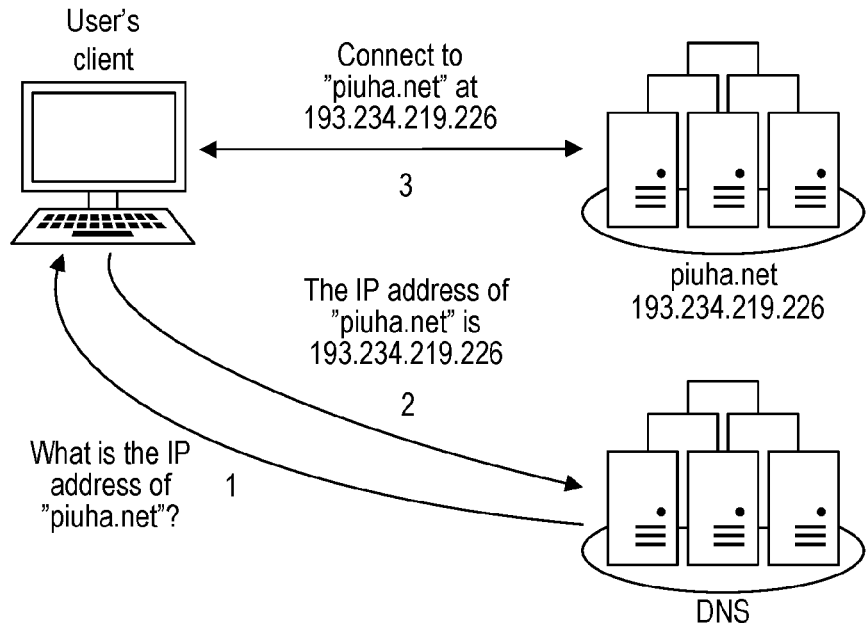 User’s
client
Connect to
”piuha.net” at
193.234.219.226
3
piuha.net
193.234.219.226
The IP address of
”piuha.net” is
193.234.219.226
2
What is the IP
address of
”piuha.net”?
1
DNS